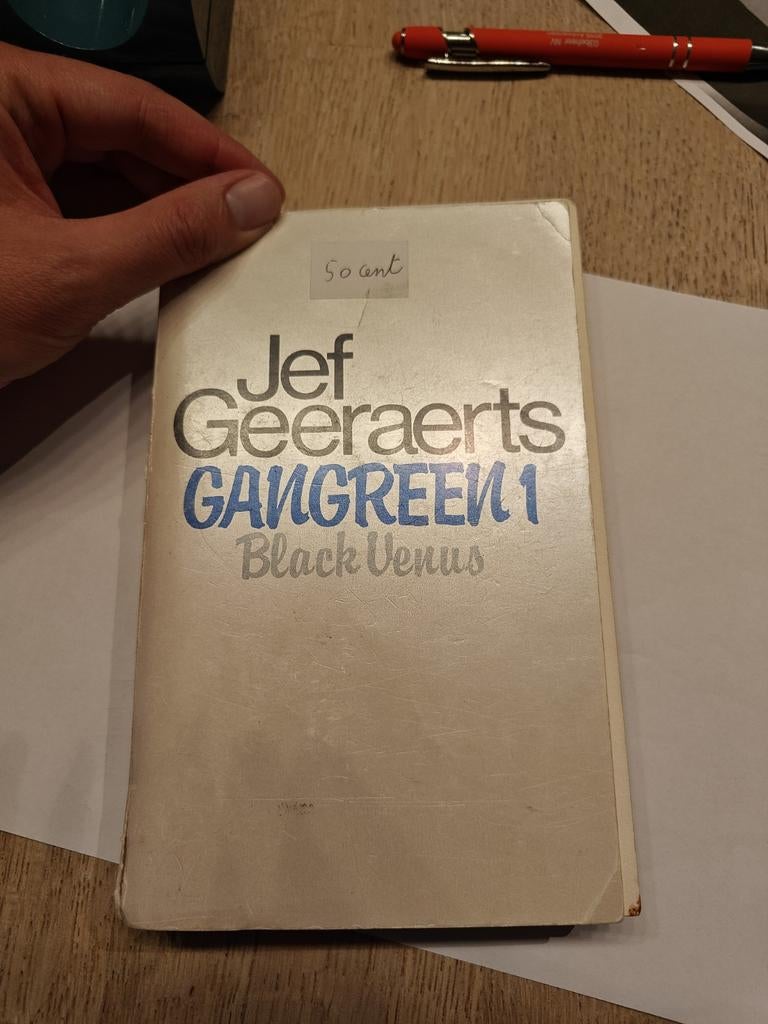 50 cent
Jef
Geeraerts
GANGREEN 1
Black Venus